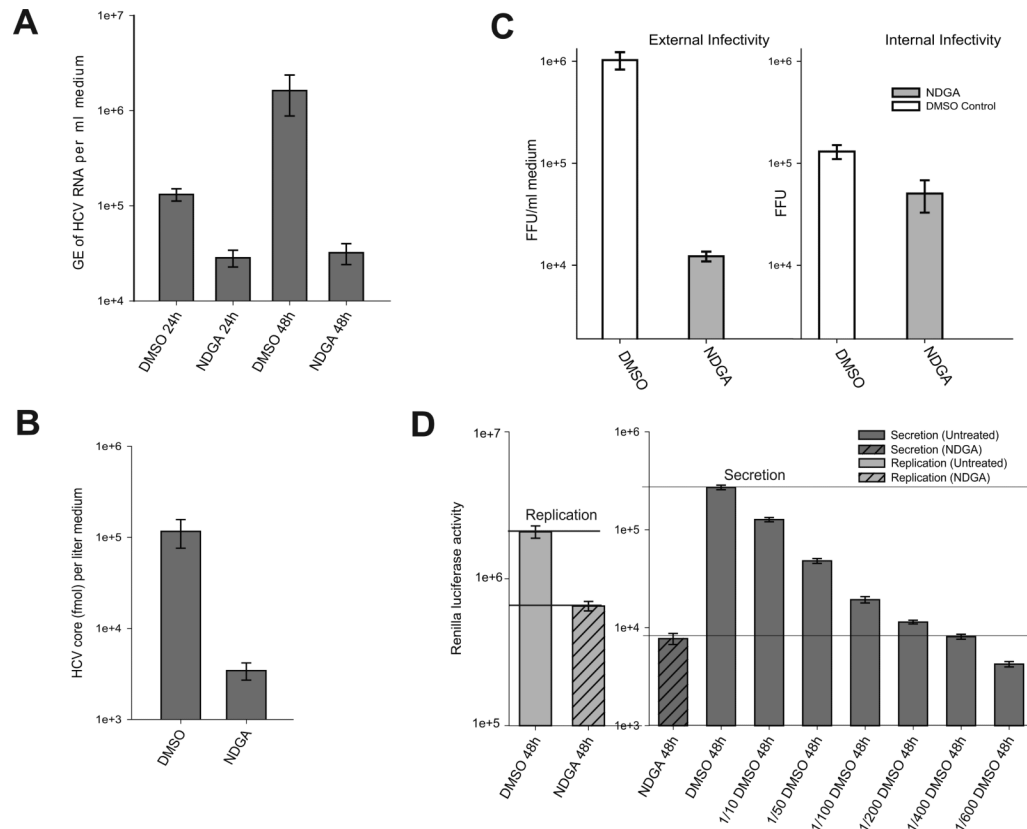 A
GE of HCV RNA per ml medium
1e+7
1e+6
1e+5
1e+4
DMSO 24h
NDGA 24h
DMSO 48h
NDGA 48h
B
HCV core (fmol) per liter medium
1e+6
1e+5
1e+4
1e+3
DMSO
NDGA
C
External Infectivity
FFU/ml medium
1e+6
1e+5
1e+4
DMSO
NDGA
Internal Infectivity
NDGA
DMSO Control
FFU
1e+6
1e+5
1e+4
DMSO
NDGA
D
Renilla luciferase activity
1e+7
1e+6
1e+5
Replication
DMSO 48h
NDGA 48h
1e+6
1e+5
1e+4
1e+3
Secretion (Untreated)
Secretion (NDGA)
Replication (Untreated)
Replication (NDGA)
Secretion
NDGA 48h
DMSO 48h
1/10 DMSO 48h
1/50 DMSO 48h
1/100 DMSO 48h
1/200 DMSO 48h
1/400 DMSO 48h
1/600 DMSO 48h